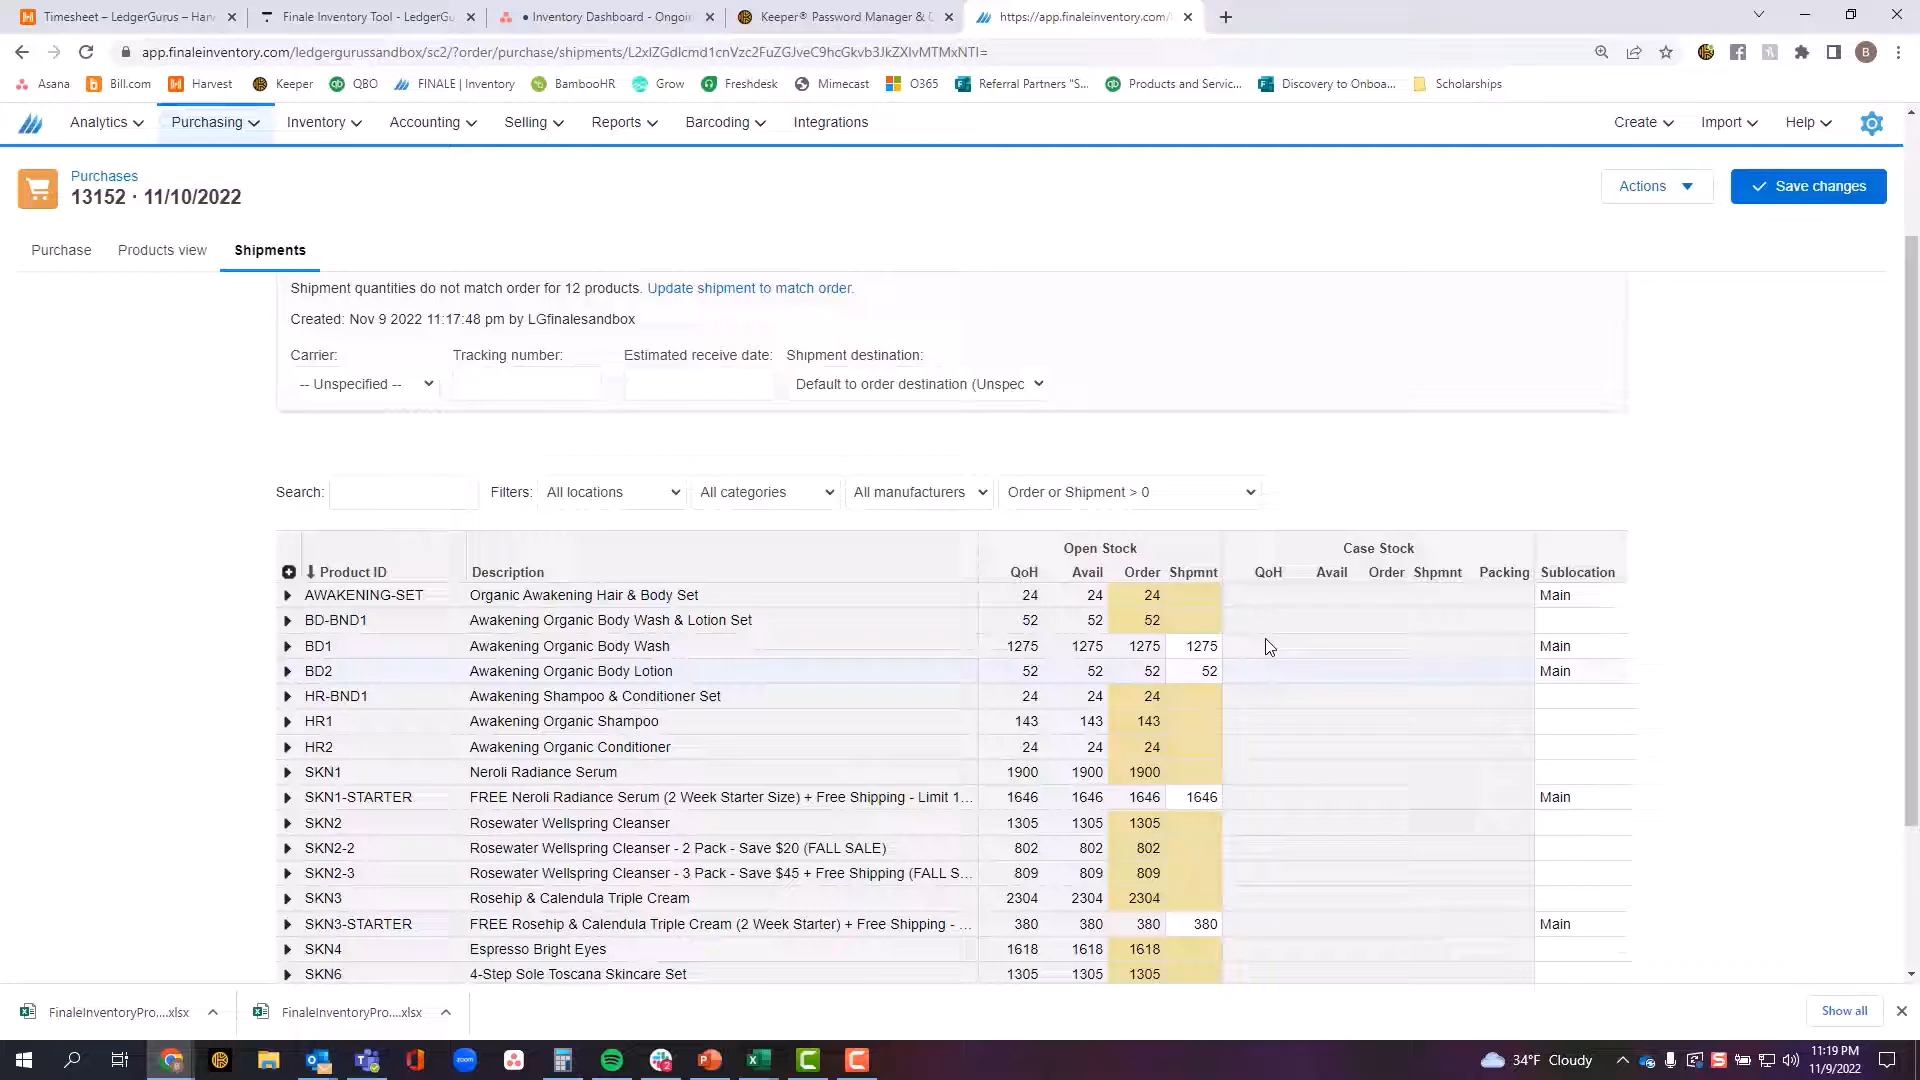 Timesheet – LedgerGurus – Har
Finale Inventory Tool - LedgerGu
• Inventory Dashboard - Ongoi
Keeper® Password Manager & D
https://app.finaleinventory.com/
app.finaleinventory.com/ledgergurussandbox/sc2/?order/purchase/shipments/L2xlZGdlcmd1cnVzc2FuZGJveC9hcGkvb3JkZXIvMTMxNTI=
Asana
Bill.com
Harvest
Keeper
QBO
FINALE | Inventory
BambooHR
Grow
Freshdesk
Mimecast
O365
Referral Partners "S...
Products and Servic...
Discovery to Onboa...
Scholarships
Analytics
Purchasing
Inventory
Accounting
Selling
Reports
Barcoding
Integrations
Create
Import
Help
Purchases
13152 · 11/10/2022
Actions
Save changes
Purchase
Products view
Shipments
Shipment quantities do not match order for 12 products. Update shipment to match order.
Created: Nov 9 2022 11:17:48 pm by LGfinalesandbox
Carrier: Tracking number: Estimated receive date: Shipment destination:
-- Unspecified -- Default to order destination (Unspec
Search: Filters: All locations All categories All manufacturers Order or Shipment > 0
Open Stock Case Stock
Product ID Description QoH Avail Order Shpmnt QoH Avail Order Shpmnt Packing Sublocation
AWAKENING-SET Organic Awakening Hair & Body Set 24 24 24 Main
BD-BND1 Awakening Organic Body Wash & Lotion Set 52 52 52
BD1 Awakening Organic Body Wash 1275 1275 1275 1275 Main
BD2 Awakening Organic Body Lotion 52 52 52 52 Main
HR-BND1 Awakening Shampoo & Conditioner Set 24 24 24
HR1 Awakening Organic Shampoo 143 143 143
HR2 Awakening Organic Conditioner 24 24 24
SKN1 Neroli Radiance Serum 1900 1900 1900
SKN1-STARTER FREE Neroli Radiance Serum (2 Week Starter Size) + Free Shipping - Limit 1... 1646 1646 1646 1646 Main
SKN2 Rosewater Wellspring Cleanser 1305 1305 1305
SKN2-2 Rosewater Wellspring Cleanser - 2 Pack - Save $20 (FALL SALE) 802 802 802
SKN2-3 Rosewater Wellspring Cleanser - 3 Pack - Save $45 + Free Shipping (FALL S... 809 809 809
SKN3 Rosehip & Calendula Triple Cream 2304 2304 2304
SKN3-STARTER FREE Rosehip & Calendula Triple Cream (2 Week Starter) + Free Shipping - ... 380 380 380 380 Main
SKN4 Espresso Bright Eyes 1618 1618 1618
SKN6 4-Step Sole Toscana Skincare Set 1305 1305 1305
FinaleInventoryPro....xlsx
FinaleInventoryPro....xlsx
Show all
34°F Cloudy
11:19 PM
11/9/2022